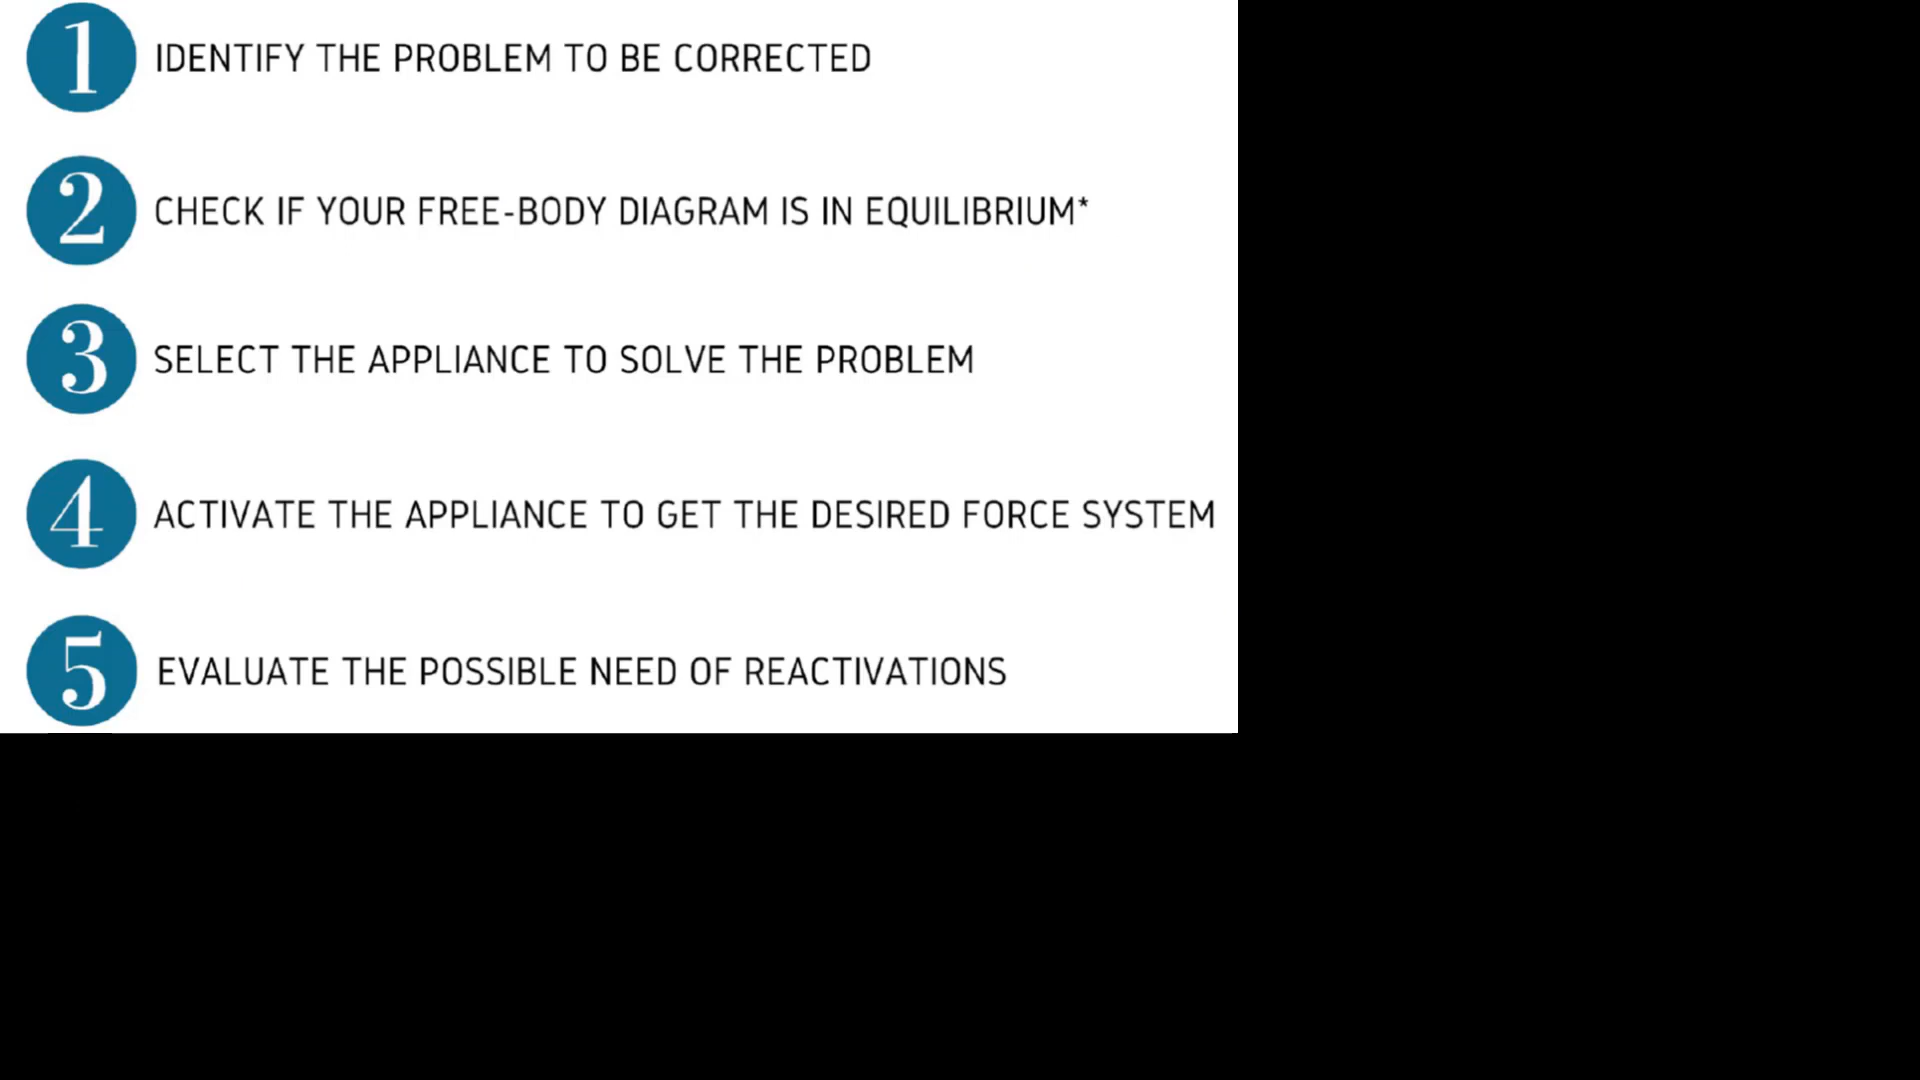 1 IDENTIFY THE PROBLEM TO BE CORRECTED
2 CHECK IF YOUR FREE-BODY DIAGRAM IS IN EQUILIBRIUM*
3 SELECT THE APPLIANCE TO SOLVE THE PROBLEM
4 ACTIVATE THE APPLIANCE TO GET THE DESIRED FORCE SYSTEM
5 EVALUATE THE POSSIBLE NEED OF REACTIVATIONS